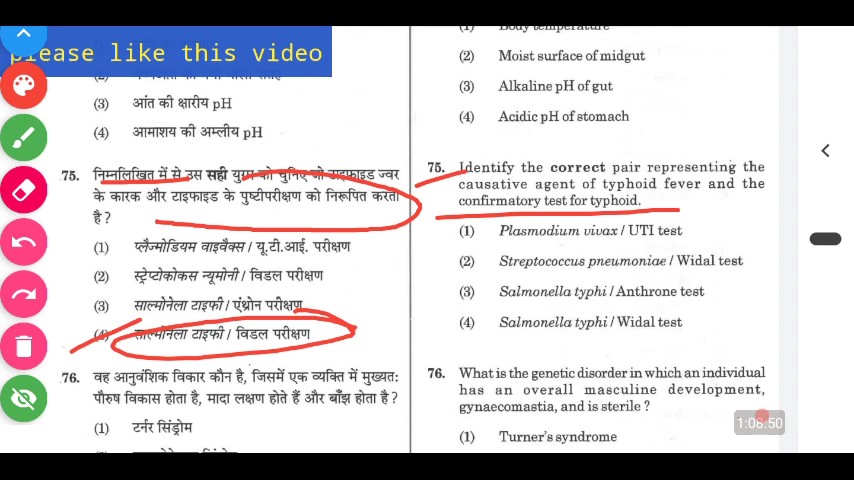 please like this video
(3) आंत की क्षारीय pH
(4) आमाशय की अम्लीय pH
75. निम्नलिखित में से उस सही युग्म को चुनिए जो टाइफाइड ज्वर
के कारक और टाइफाइड के पुष्टीपरीक्षण को निरूपित करता
है ?
(1) प्लैज्मोडियम वाइवैक्स / यू.टी.आई. परीक्षण
(2) स्ट्रेप्टोकोकस न्यूमोनी / विडल परीक्षण
(3) साल्मोनेला टाइफी / एंथ्रोन परीक्षण
(4) साल्मोनेला टाइफी / विडल परीक्षण
76. वह आनुवंशिक विकार कौन है, जिसमें एक व्यक्ति में मुख्यतः
पौरुष विकास होता है, मादा लक्षण होते हैं और बाँझ होता है ?
(1) टर्नर सिंड्रोम
(1) Body temperature
(2) Moist surface of midgut
(3) Alkaline pH of gut
(4) Acidic pH of stomach
75. Identify the correct pair representing the
causative agent of typhoid fever and the
confirmatory test for typhoid.
(1) Plasmodium vivax / UTI test
(2) Streptococcus pneumoniae / Widal test
(3) Salmonella typhi / Anthrone test
(4) Salmonella typhi / Widal test
76. What is the genetic disorder in which an individual
has an overall masculine development,
gynaecomastia, and is sterile ?
(1) Turner's syndrome
1:08:50